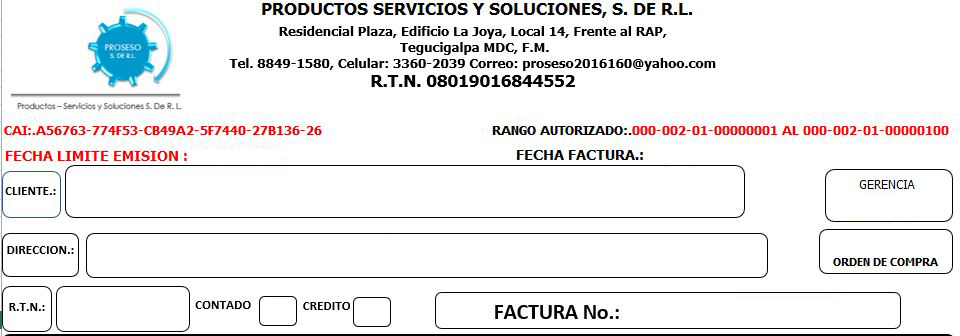 PRODUCTOS SERVICIOS Y SOLUCIONES, S. DE R.L.
Residencial Plaza, Edificio La Joya, Local 14, Frente al RAP,
Tegucigalpa MDC, F.M.
Tel. 8849-1580, Celular: 3360-2039 Correo: proseso2016160@yahoo.com
R.T.N. 08019016844552
PROSESO
S. DE R.L.
Productos – Servicios y Soluciones S. De R. L.
CAI:.A56763-774F53-CB49A2-5F7440-27B136-26
RANGO AUTORIZADO:.000-002-01-00000001 AL 000-002-01-00000100
FECHA LIMITE EMISION :
FECHA FACTURA.:
CLIENTE.:
GERENCIA
DIRECCION.:
ORDEN DE COMPRA
R.T.N.:
CONTADO
CREDITO
FACTURA No.: